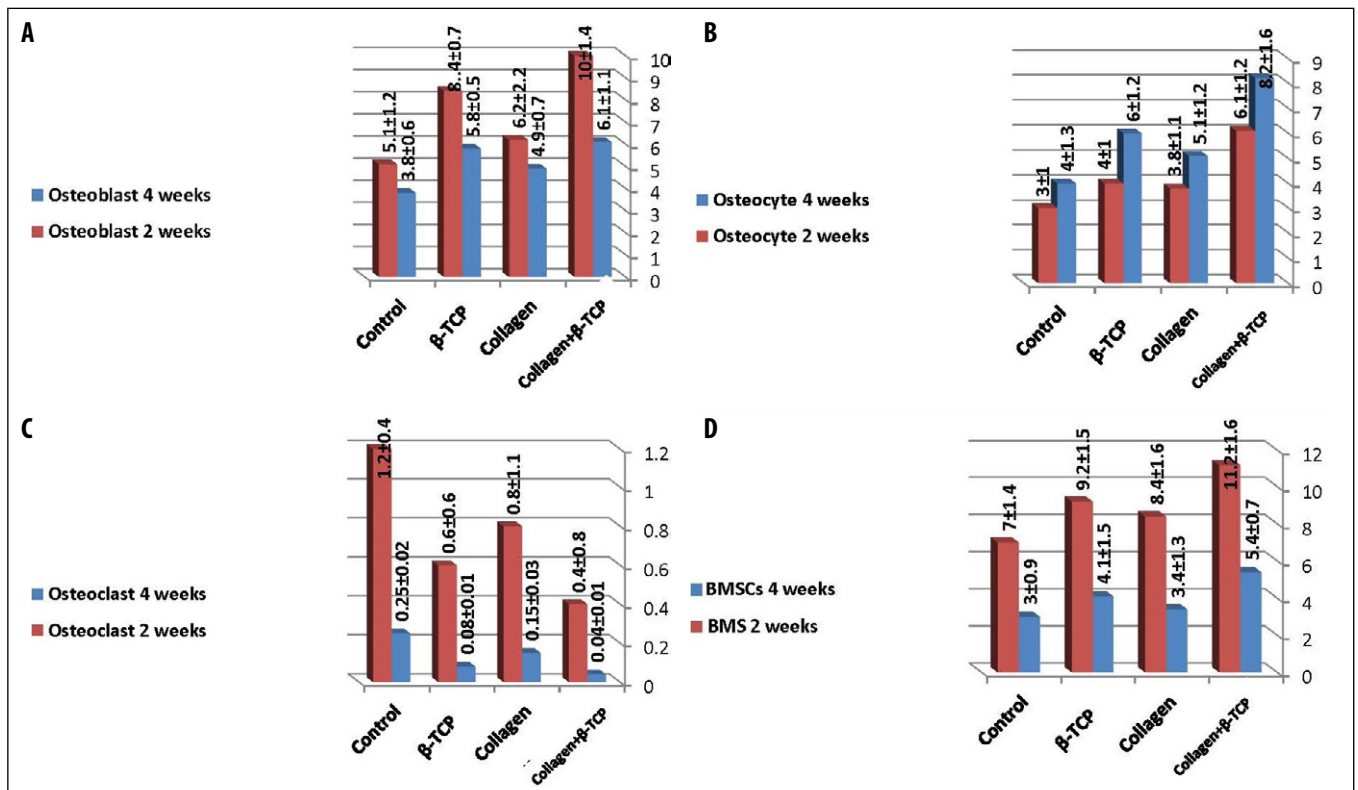 A
5.1±1.2
3.8±0.6
8..4±0.7
5.8±0.5
6.2±2.2
4.9±0.7
10±1.4
6.1±1.1
10
9
8
7
6
5
4
3
2
1
0
Osteoblast 4 weeks
Osteoblast 2 weeks
Control
β-TCP
Collagen
Collagen+β-TCP
B
3±1
4±1.3
4±1
6±1.2
3.8±1.1
5.1±1.2
6.1±1.2
8.2±1.6
9
8
7
6
5
4
3
2
1
0
Osteocyte 4 weeks
Osteocyte 2 weeks
Control
β-TCP
Collagen
Collagen+β-TCP
C
1.2±0.4
0.25±0.02
0.6±0.6
0.08±0.01
0.8±1.1
0.15±0.03
0.4±0.8
0.04±0.01
1.2
1
0.8
0.6
0.4
0.2
0
Osteoclast 4 weeks
Osteoclast 2 weeks
Control
β-TCP
Collagen
Collagen+β-TCP
D
7±1.4
3±0.9
9.2±1.5
4.1±1.5
8.4±1.6
3.4±1.3
11.2±1.6
5.4±0.7
12
10
8
6
4
2
0
BMSCs 4 weeks
BMS 2 weeks
Control
β-TCP
Collagen
Collagen+β-TCP